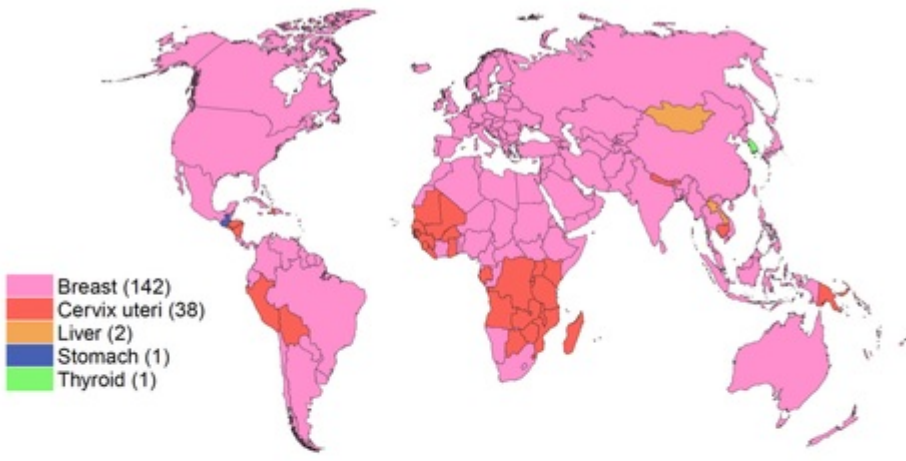 Breast (142)
Cervix uteri (38)
Liver (2)
Stomach (1)
Thyroid (1)